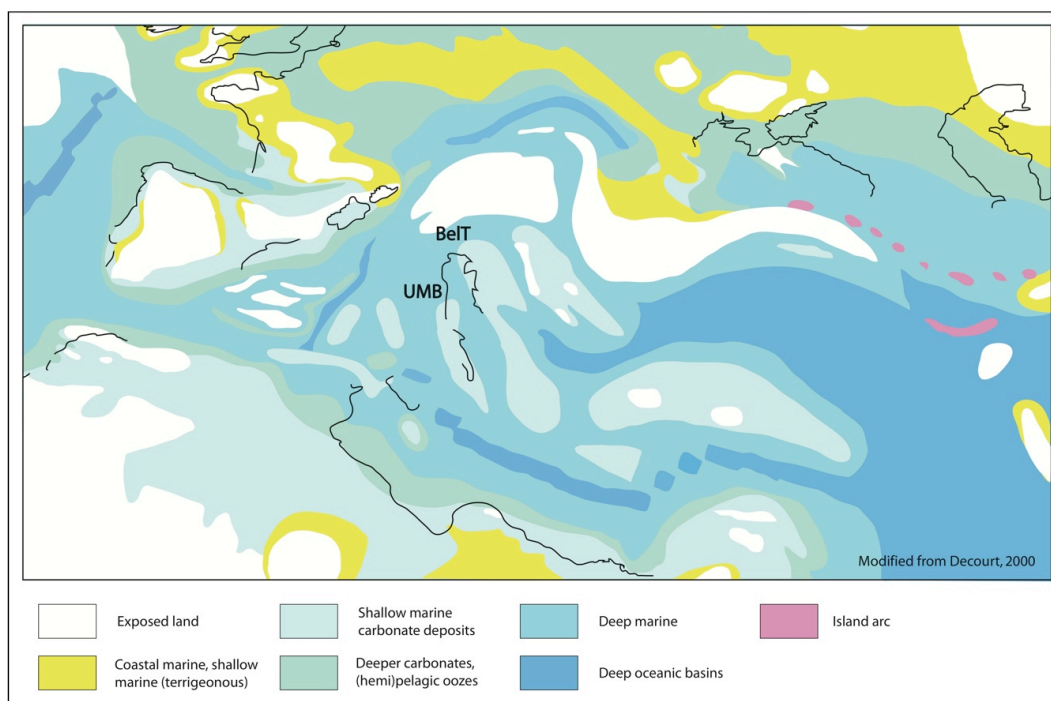 BelT
UMB
Modified from Decourt, 2000
Exposed land
Shallow marine
carbonate deposits
Deep marine
Island arc
Coastal marine, shallow
marine (terrigeonous)
Deeper carbonates,
(hemi)pelagic oozes
Deep oceanic basins